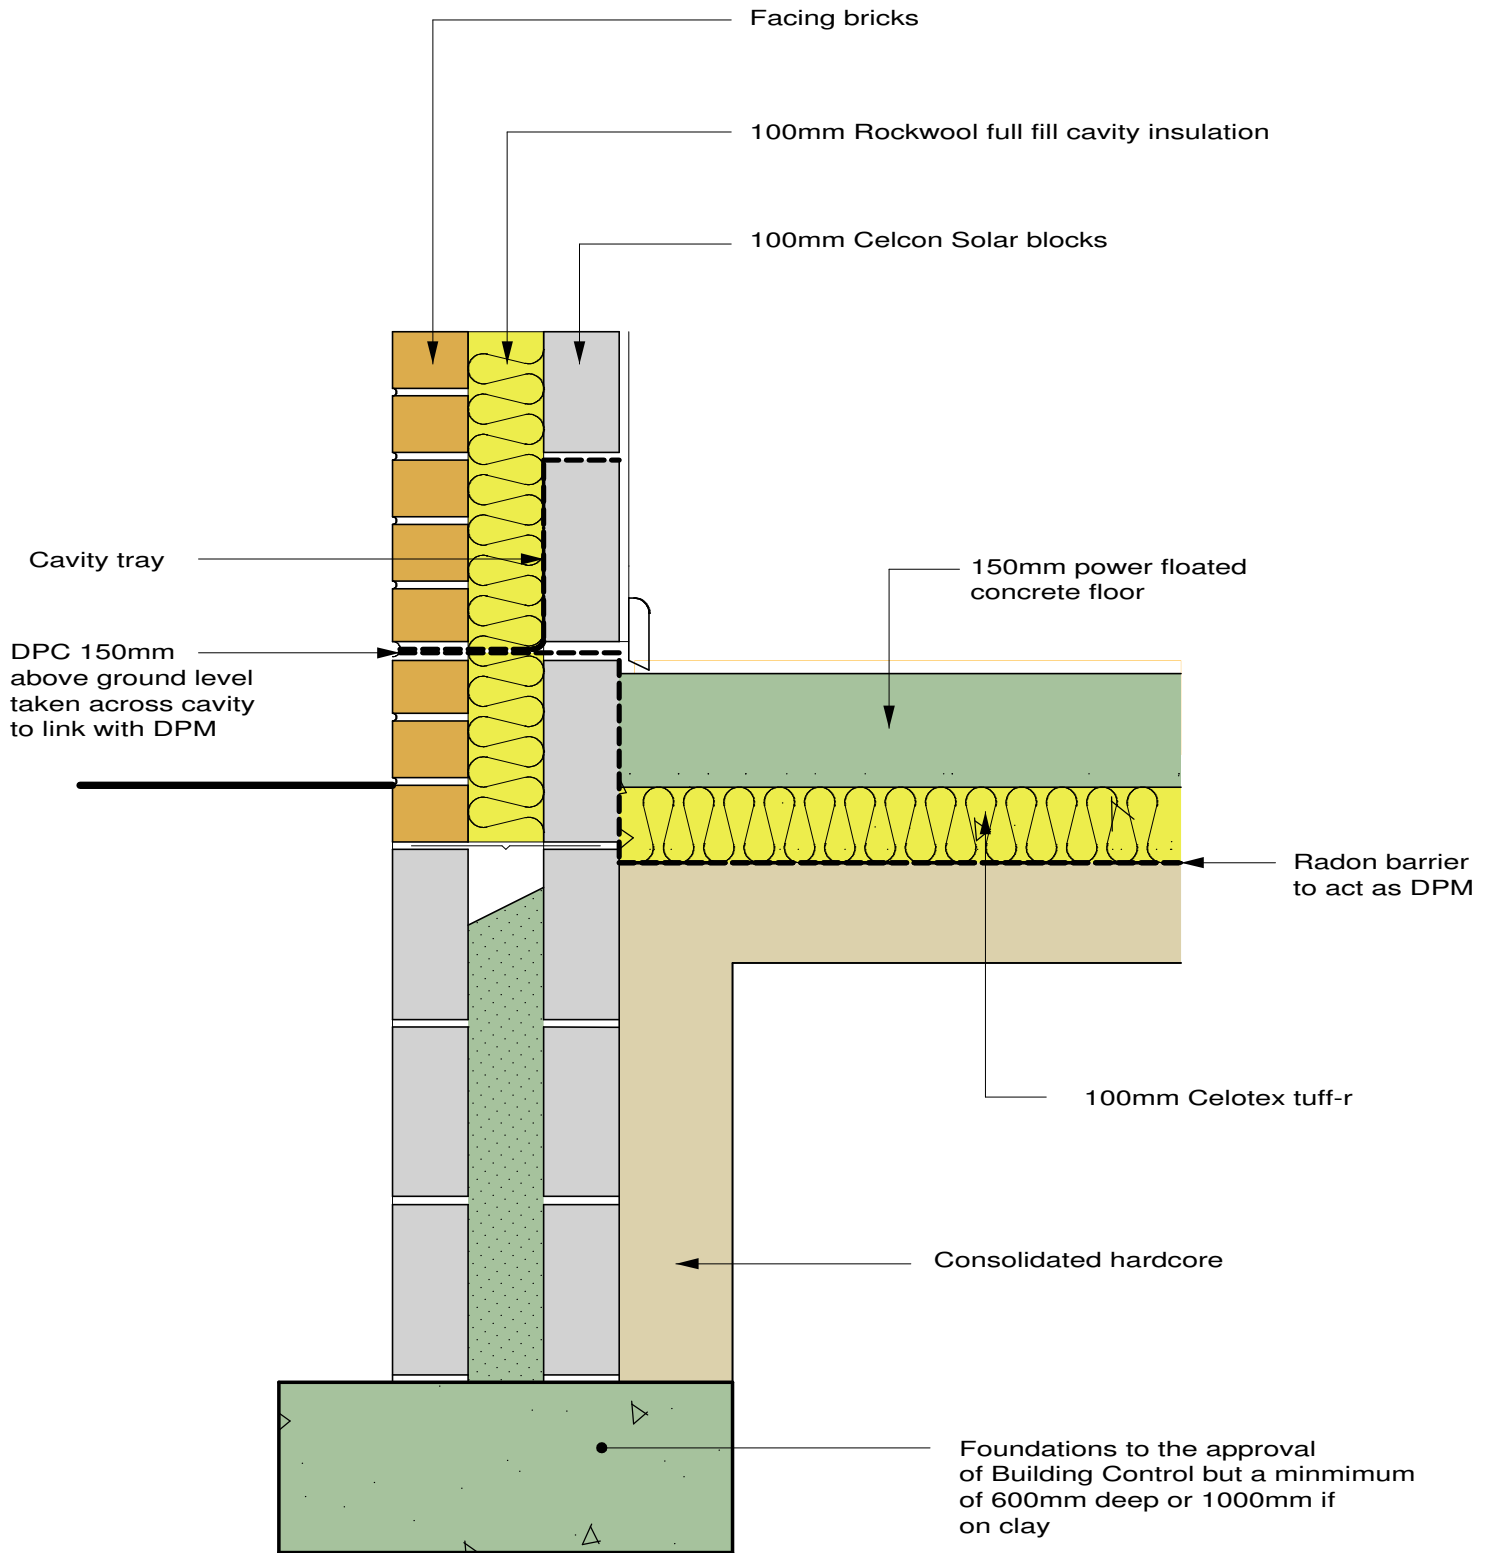 Facing bricks
100mm Rockwool full fill cavity insulation
100mm Celcon Solar blocks
Cavity tray
150mm power floated
concrete floor
DPC 150mm
above ground level
taken across cavity
to link with DPM
Radon barrier
to act as DPM
100mm Celotex tuff-r
Consolidated hardcore
Foundations to the approval
of Building Control but a minmimum
of 600mm deep or 1000mm if
on clay